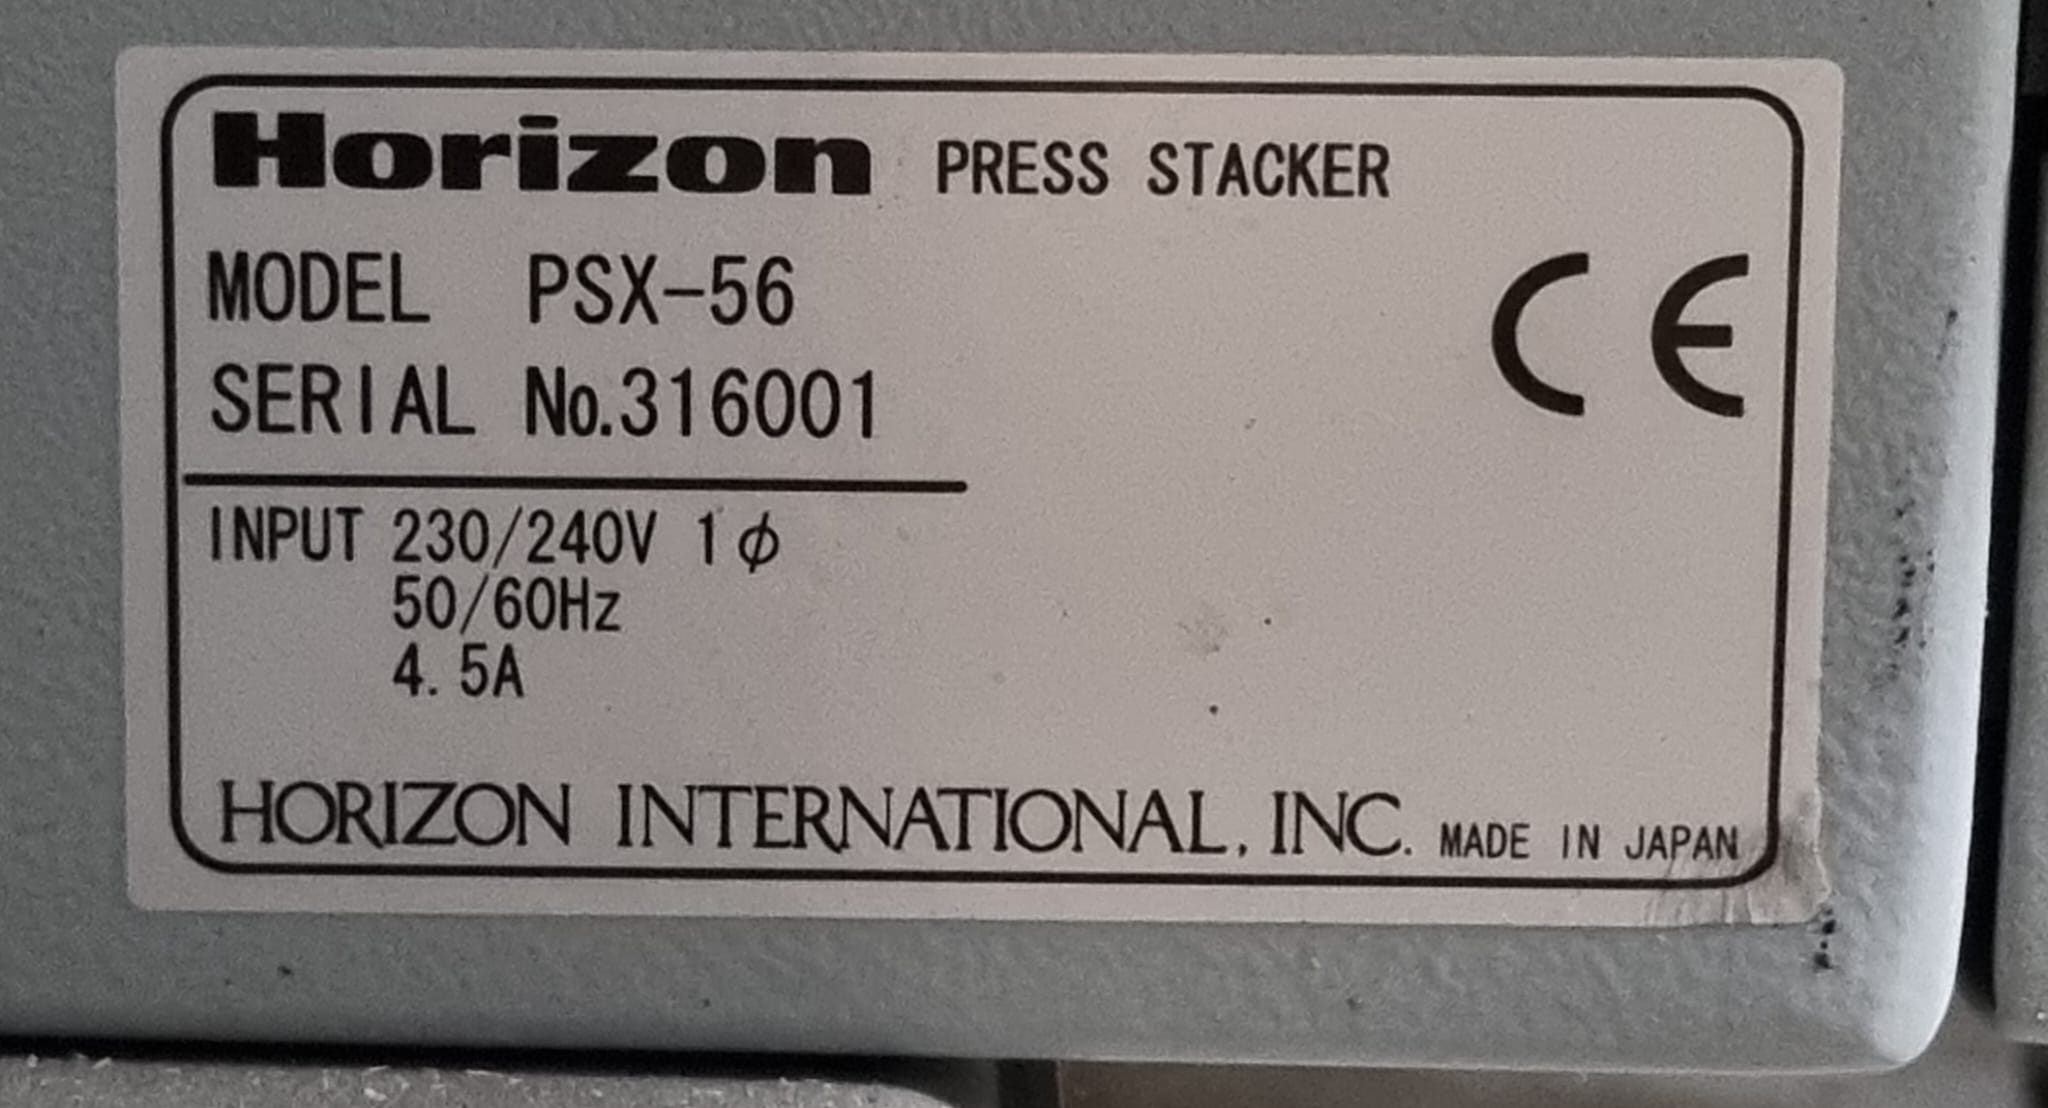 Horizon PRESS STACKER
MODEL PSX-56
SERIAL No.316001
CE
INPUT 230/240V 1φ
50/60Hz
4.5A
HORIZON INTERNATIONAL, INC. MADE IN JAPAN